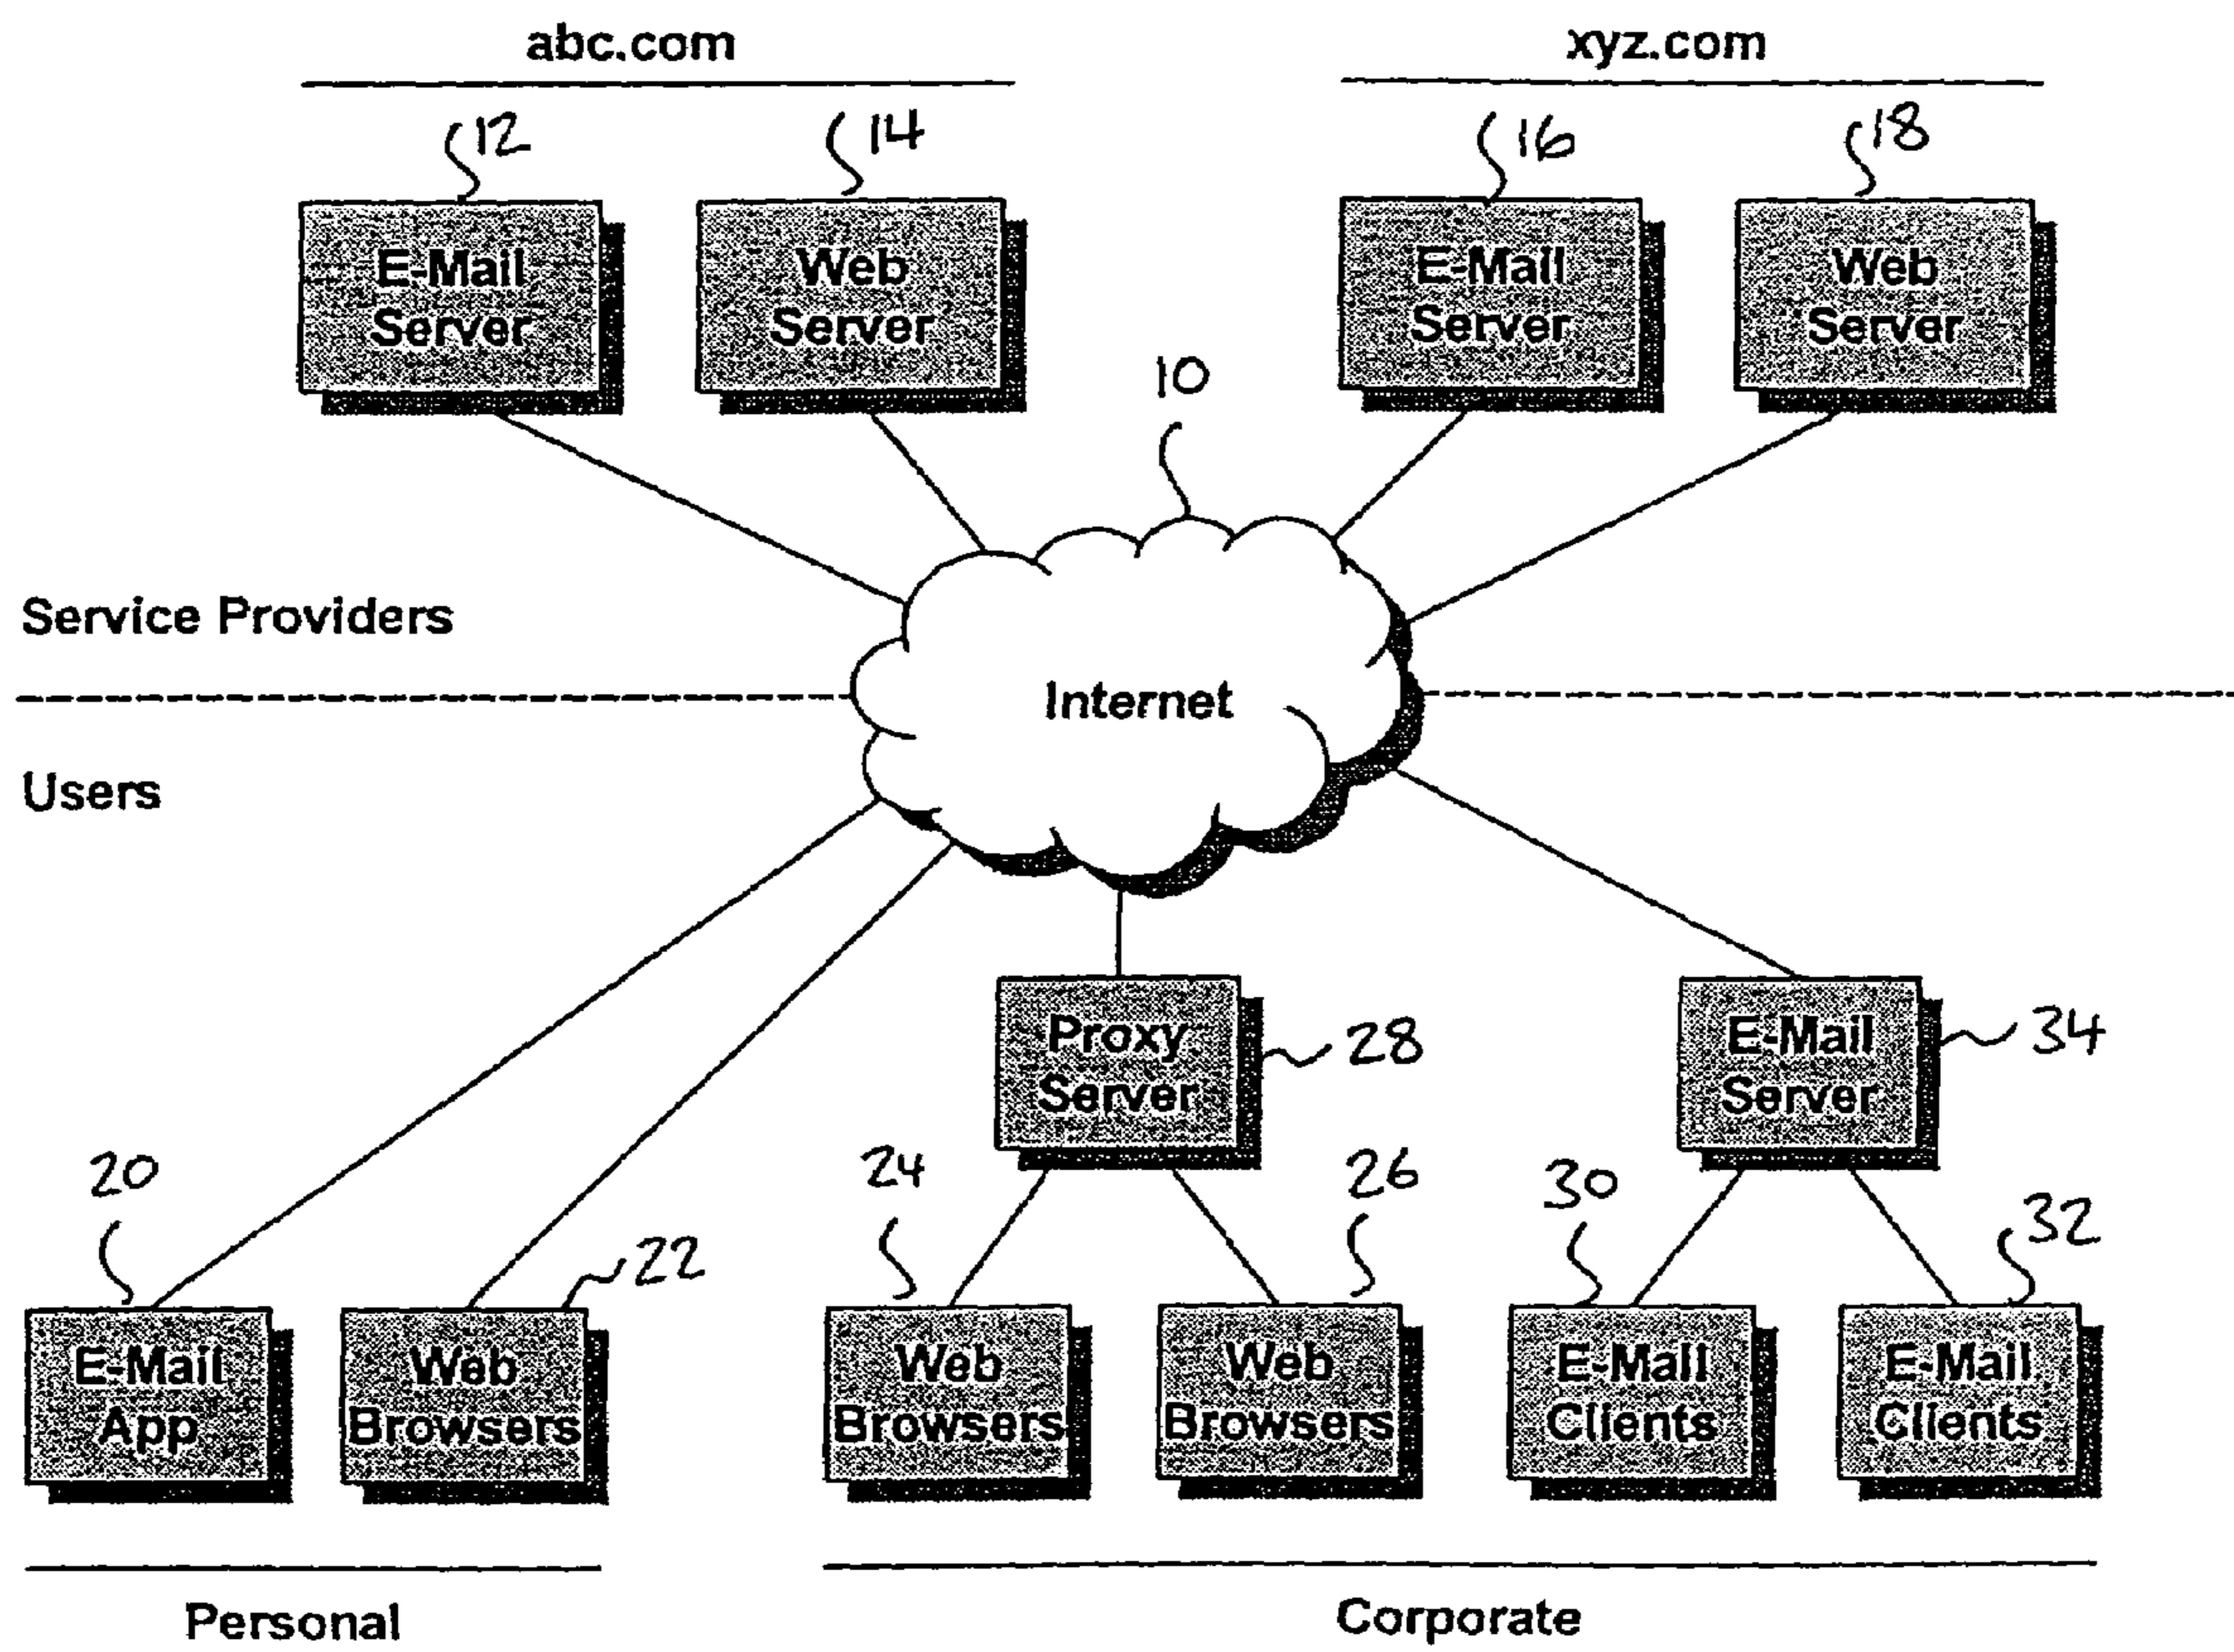 abc.com
xyz.com
12
14
16
18
E-Mail
Server
Web
Server
E-Mail
Server
Web
Server
10
Service Providers
Internet
Users
Proxy
Server
28
E-Mail
Server
34
20
22
24
26
30
32
E-Mail
App
Web
Browsers
Web
Browsers
Web
Browsers
E-Mail
Clients
E-Mail
Clients
Personal
Corporate